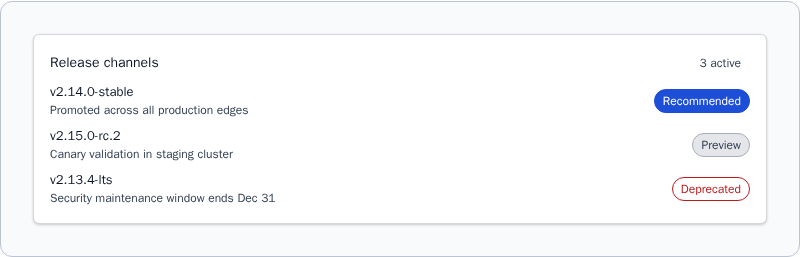 Release channels
3 active
v2.14.0-stable
Promoted across all production edges
Recommended
v2.15.0-rc.2
Canary validation in staging cluster
Preview
v2.13.4-lts
Security maintenance window ends Dec 31
Deprecated